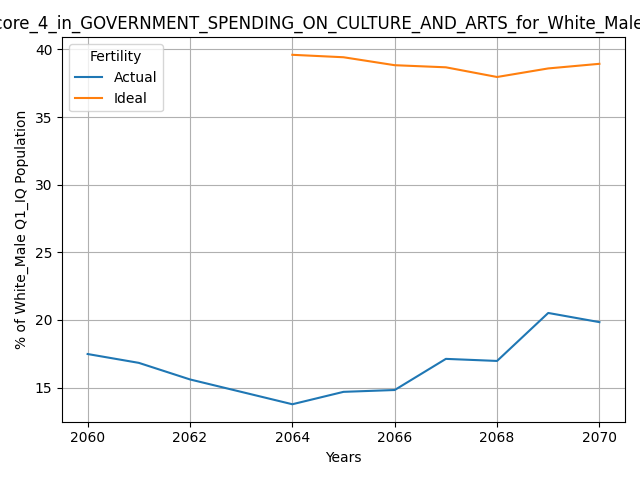 core_4_in_GOVERNMENT_SPENDING_ON_CULTURE_AND_ARTS_for_White_Male
40
35
30
25
20
15
% of White_Male Q1_IQ Population
Fertility
Actual
Ideal
2060 2062 2064 2066 2068 2070
Years